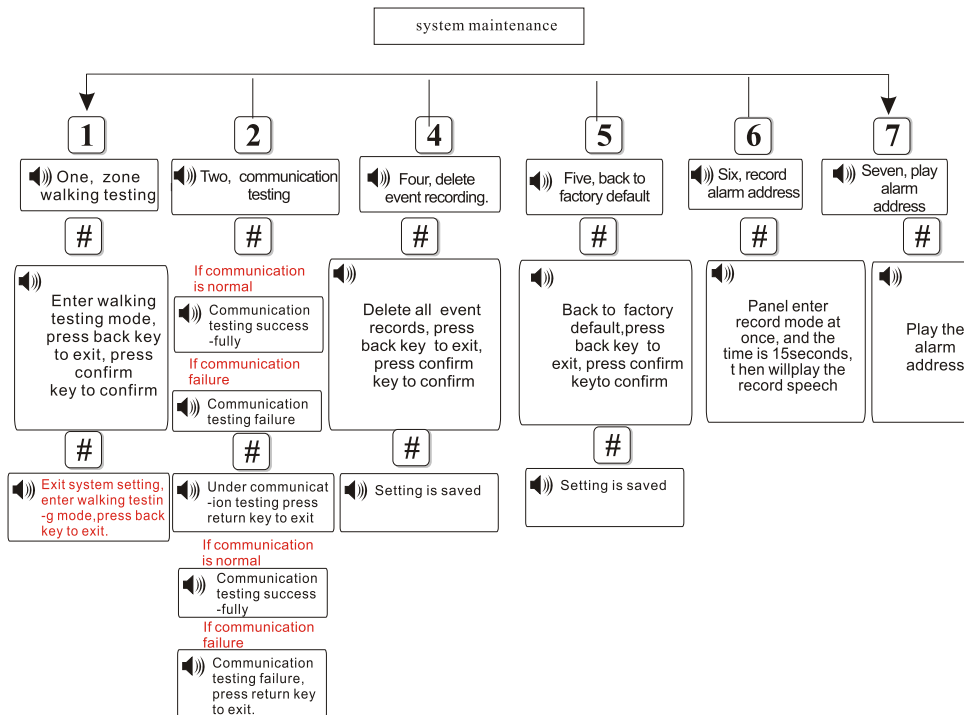 system maintenance
1
2
4
5
6
7
One, zone
walking testing
Two, communication
testing
Four, delete
event recording.
Five, back to
factory default
Six, record
alarm address
Seven, play
alarm
address
#
#
#
#
#
#
Enter walking
testing mode,
press back key
to exit, press
confirm
key to confirm
If communication
is normal
Communication
testing success
-fully
If communication
failure
Communication
testing failure
Delete all event
records, press
back key to exit,
press confirm
key to confirm
Back to factory
default,press
back key to
exit, press confirm
keyto confirm
Panel enter
record mode at
once, and the
time is 15seconds,
t hen willplay the
record speech
Play the
alarm
address
#
#
#
#
Exit system setting,
enter walking testin
-g mode,press back
key to exit.
Under communicat
-ion testing press
return key to exit
If communication
is normal
Communication
testing success
-fully
If communication
failure
Communication
testing failure,
press return key
to exit.
Setting is saved
Setting is saved